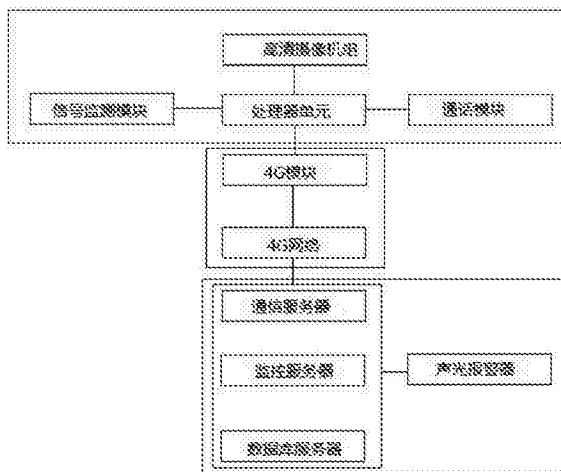 高清摄像机组
信号监测模块
处理器单元
通话模块
4G模块
4G网络
通信服务器
监控服务器
声光报警器
数据库服务器